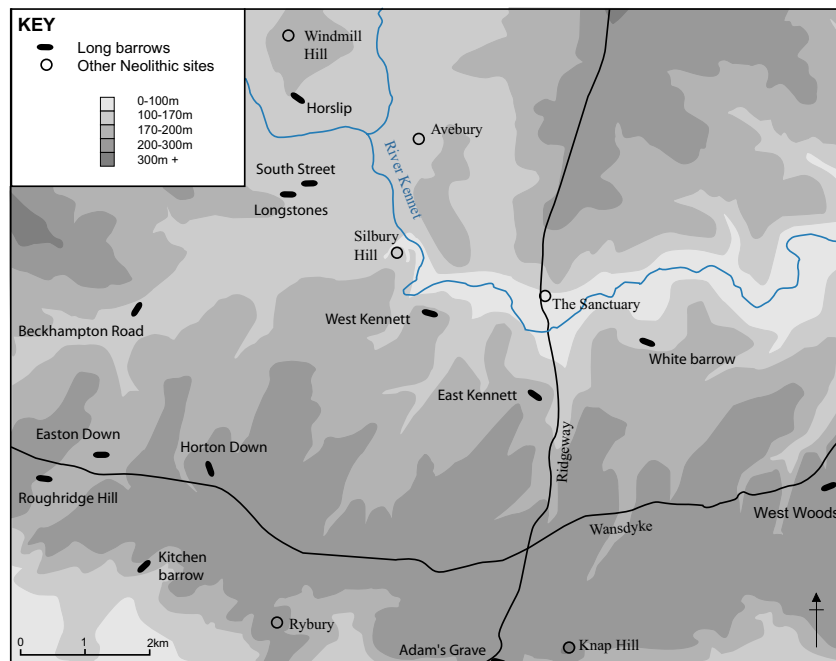 KEY
Long barrows
Other Neolithic sites
0-100m
100-170m
170-200m
200-300m
300m +
Windmill
Hill
Horslip
Avebury
River Kennet
South Street
Longstones
Silbury
Hill
The Sanctuary
West Kennett
Beckhampton Road
White barrow
East Kennett
Easton Down
Horton Down
Ridgeway
Roughridge Hill
West Woods
Wansdyke
Kitchen
barrow
Rybury
Knap Hill
Adam's Grave
0 1 2km